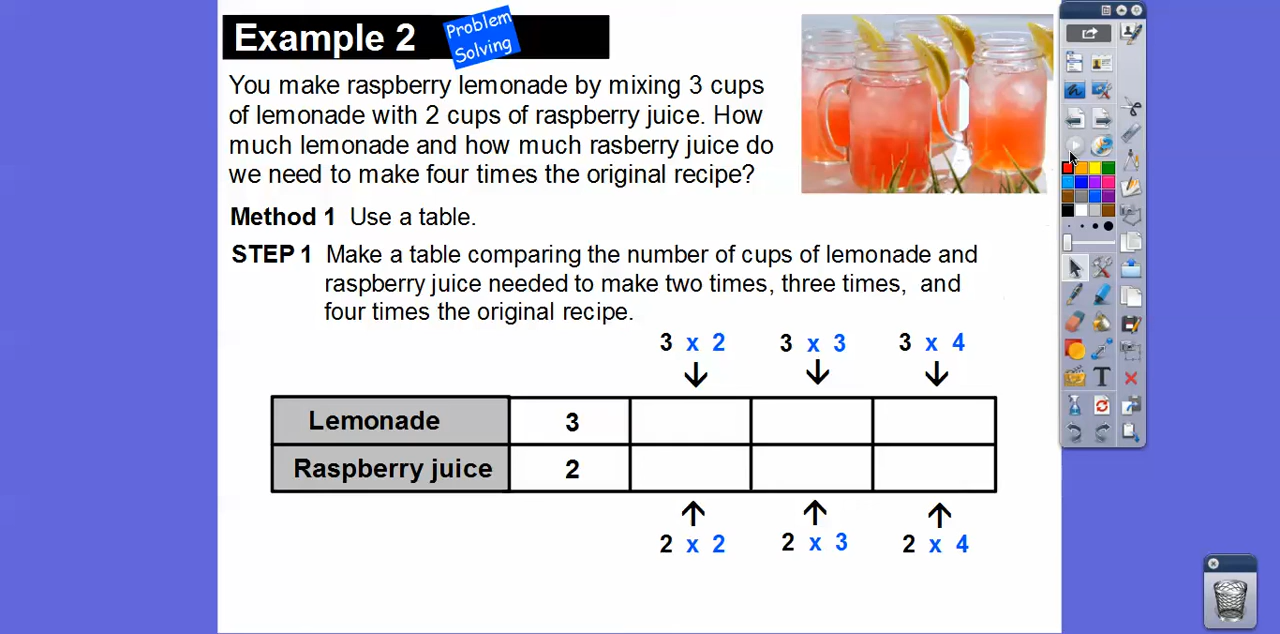 Example 2
Problem
Solving
You make raspberry lemonade by mixing 3 cups
of lemonade with 2 cups of raspberry juice. How
much lemonade and how much rasberry juice do
we need to make four times the original recipe?
Method 1 Use a table.
STEP 1 Make a table comparing the number of cups of lemonade and
raspberry juice needed to make two times, three times, and
four times the original recipe.
3 x 2 3 x 3 3 x 4
Lemonade 3
Raspberry juice 2
2 x 2 2 x 3 2 x 4
T